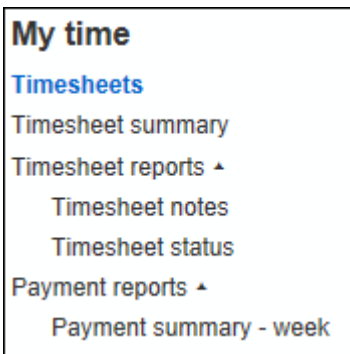 My time
Timesheets
Timesheet summary
Timesheet reports
Timesheet notes
Timesheet status
Payment reports
Payment summary - week